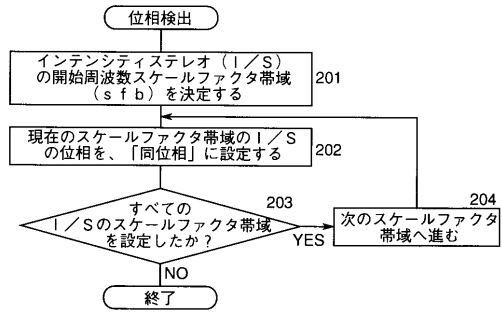 位相検出
インテンシティステレオ(I/S)
の開始周波数スケールファクタ帯域
(sfb)を決定する
201
現在のスケールファクタ帯域のI/S
の位相を、「同位相」に設定する
202
すべての
I/Sのスケールファクタ帯域
を設定したか?
203
YES
204
次のスケールファクタ
帯域へ進む
NO
終了